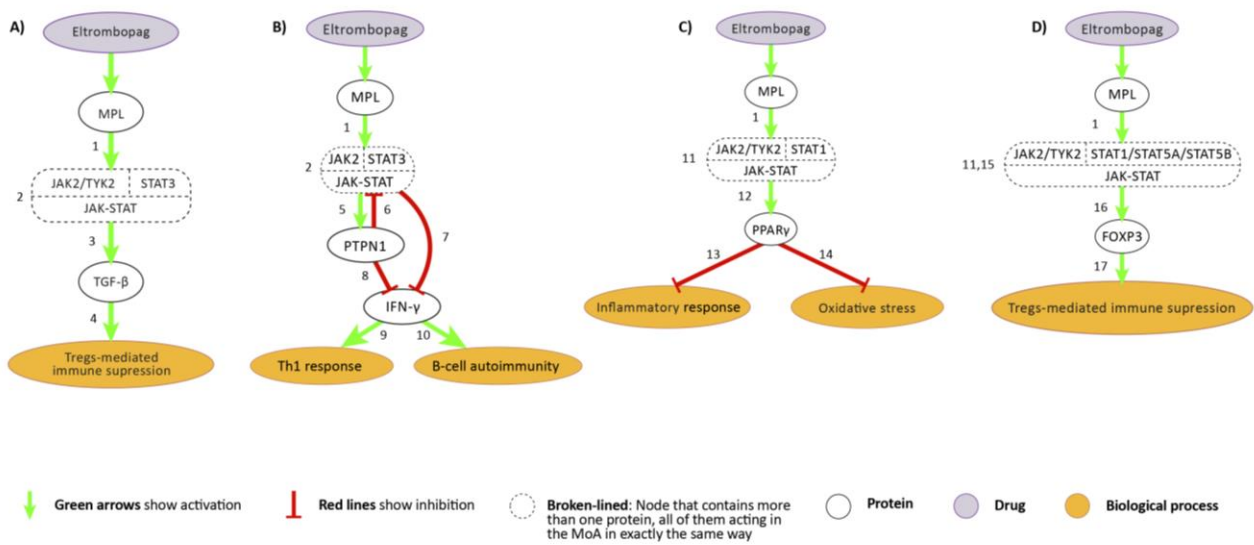 A)
Eltrombopag
MPL
1
JAK2/TYK2 STAT3
2
JAK-STAT
3
TGF-β
4
Tregs-mediated
immune supression
B)
Eltrombopag
MPL
1
JAK2 STAT3
2
JAK-STAT
5 6
7
PTPN1
8
IFN-γ
9 10
Th1 response
B-cell autoimmunity
C)
Eltrombopag
MPL
1
JAK2/TYK2 STAT1
11
JAK-STAT
12
PPARγ
13 14
Inflammatory response
Oxidative stress
D)
Eltrombopag
MPL
1
JAK2/TYK2 STAT1/STAT5A/STAT5B
11,15
JAK-STAT
16
FOXP3
17
Tregs-mediated immune supression
Green arrows show activation
Red lines show inhibition
Broken-lined: Node that contains more
than one protein, all of them acting in
the MoA in exactly the same way
Protein
Drug
Biological process